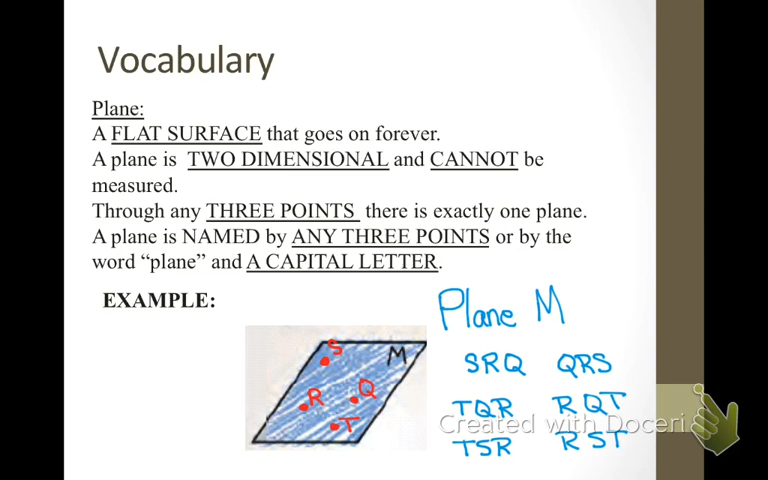 Vocabulary
Plane:
A FLAT SURFACE that goes on forever.
A plane is TWO DIMENSIONAL and CANNOT be
measured.
Through any THREE POINTS there is exactly one plane.
A plane is NAMED by ANY THREE POINTS or by the
word “plane” and A CAPITAL LETTER.
EXAMPLE:
Plane M
S
M
SRQ QRS
R
Q
TQR RQT
T
Created with Doceri
TSR RST